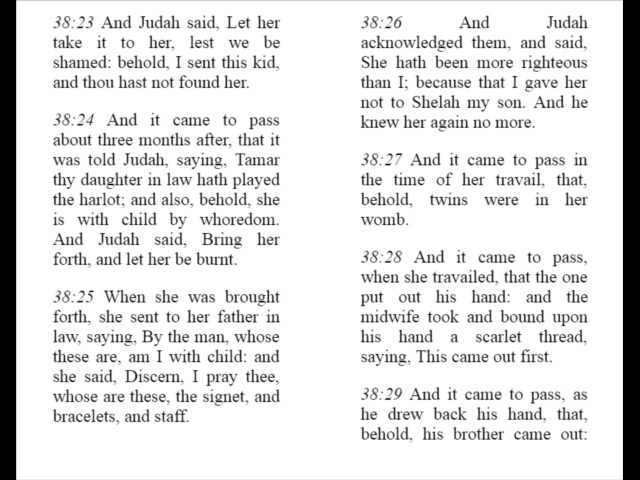 38:23 And Judah said, Let her
take it to her, lest we be
shamed: behold, I sent this kid,
and thou hast not found her.
38:24 And it came to pass
about three months after, that it
was told Judah, saying, Tamar
thy daughter in law hath played
the harlot; and also, behold, she
is with child by whoredom.
And Judah said, Bring her
forth, and let her be burnt.
38:25 When she was brought
forth, she sent to her father in
law, saying, By the man, whose
these are, am I with child: and
she said, Discern, I pray thee,
whose are these, the signet, and
bracelets, and staff.
38:26 And Judah
acknowledged them, and said,
She hath been more righteous
than I; because that I gave her
not to Shelah my son. And he
knew her again no more.
38:27 And it came to pass in
the time of her travail, that,
behold, twins were in her
womb.
38:28 And it came to pass,
when she travailed, that the one
put out his hand: and the
midwife took and bound upon
his hand a scarlet thread,
saying, This came out first.
38:29 And it came to pass, as
he drew back his hand, that,
behold, his brother came out: